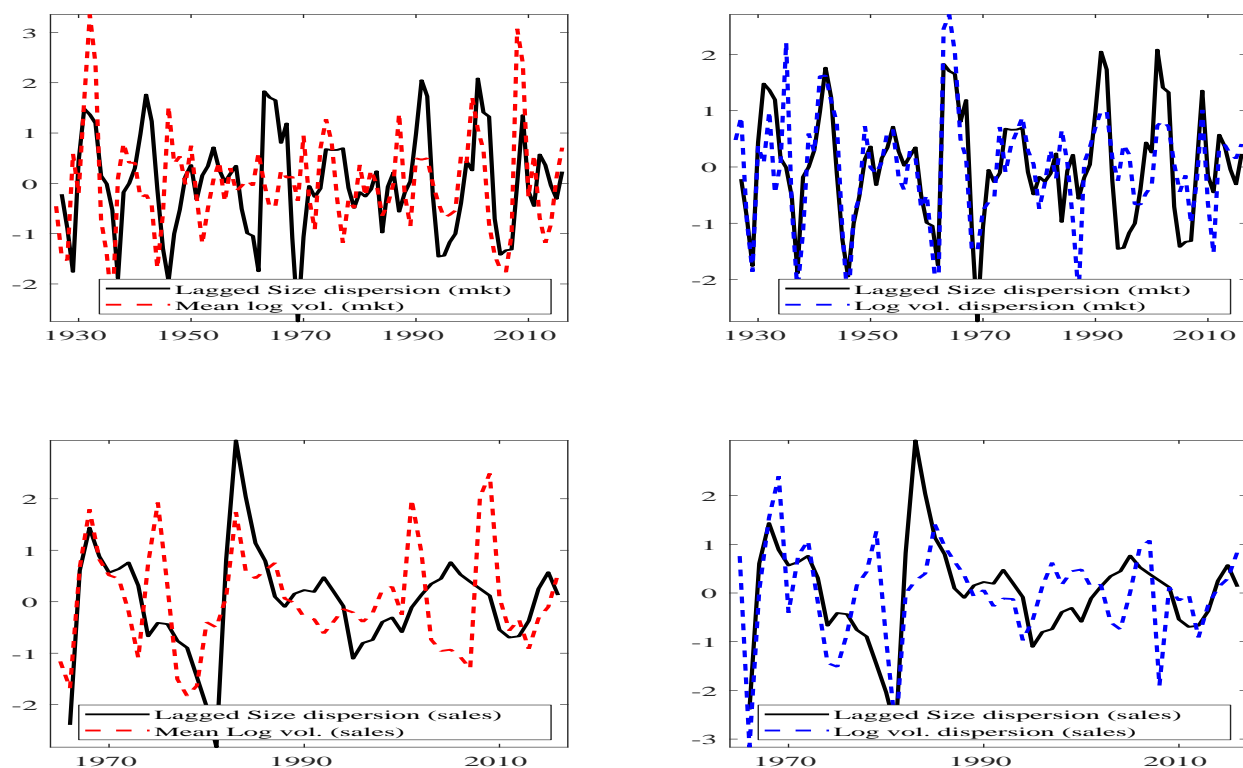 3
2
1
0
-1
-2
Lagged Size dispersion (mkt)
Mean log vol. (mkt)
1930 1950 1970 1990 2010
2
1
0
-1
-2
Lagged Size dispersion (mkt)
Log vol. dispersion (mkt)
1930 1950 1970 1990 2010
2
1
0
-1
-2
Lagged Size dispersion (sales)
Mean Log vol. (sales)
1970 1990 2010
2
1
0
-1
-2
-3
Lagged Size dispersion (sales)
Log vol. dispersion (sales)
1970 1990 2010